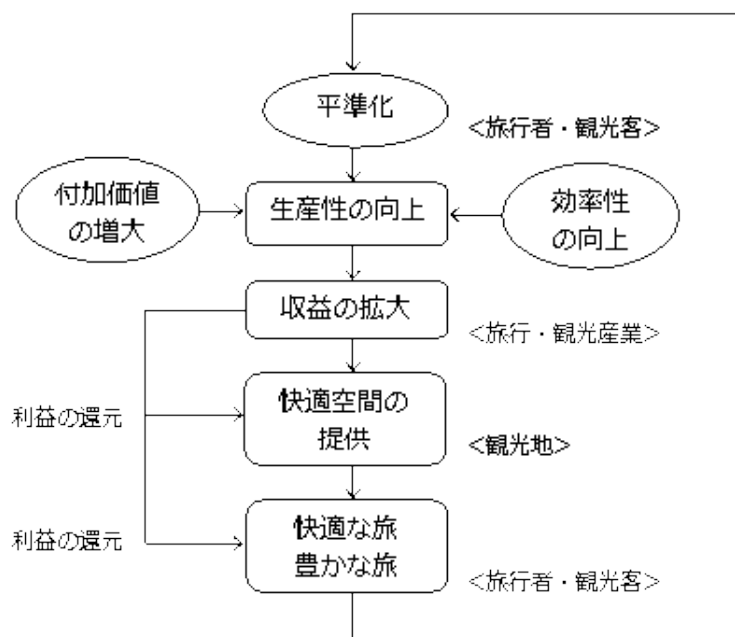 平準化
<旅行者・観光客>
付加価値
の増大
生産性の向上
効率性
の向上
収益の拡大
<旅行・観光産業>
利益の還元
快適空間の
提供
<観光地>
利益の還元
快適な旅
豊かな旅
<旅行者・観光客>